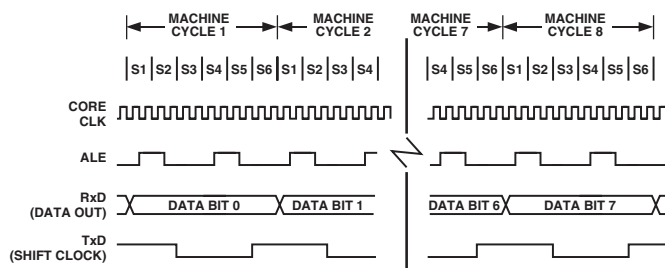 MACHINE CYCLE 1 MACHINE CYCLE 2 MACHINE CYCLE 7 MACHINE CYCLE 8
S1 S2 S3 S4 S5 S6 S1 S2 S3 S4 S4 S5 S6 S1 S2 S3 S4 S5 S6
CORE CLK
ALE
RxD (DATA OUT) DATA BIT 0 DATA BIT 1 DATA BIT 6 DATA BIT 7
TxD (SHIFT CLOCK)